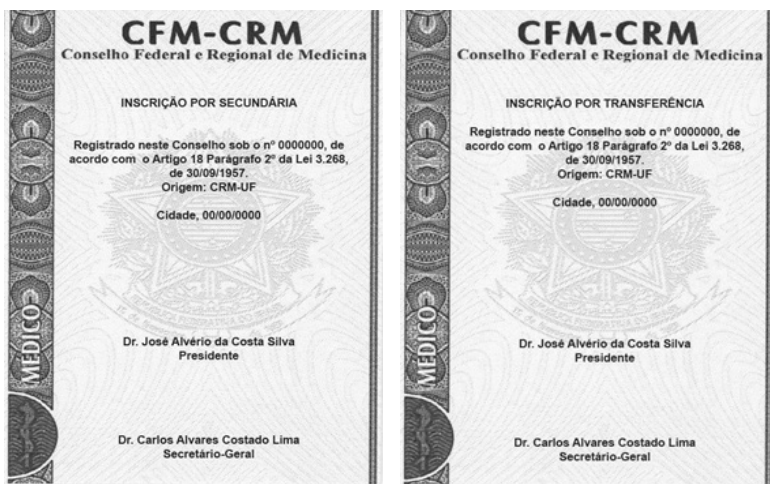 CFM-CRM
Conselho Federal e Regional de Medicina
INSCRIÇÃO POR SECUNDÁRIA
Registrado neste Conselho sob o nº 0000000, de
acordo com o Artigo 18 Parágrafo 2º da Lei 3.268,
de 30/09/1957.
Origem: CRM-UF
Cidade, 00/00/0000
Dr. José Alvério da Costa Silva
Presidente
Dr. Carlos Alvares Costado Lima
Secretário-Geral
MÉDICO
CFM-CRM
Conselho Federal e Regional de Medicina
INSCRIÇÃO POR TRANSFERÊNCIA
Registrado neste Conselho sob o nº 0000000, de
acordo com o Artigo 18 Parágrafo 2º da Lei 3.268,
de 30/09/1957.
Origem: CRM-UF
Cidade, 00/00/0000
Dr. José Alvério da Costa Silva
Presidente
Dr. Carlos Alvares Costado Lima
Secretário-Geral
MÉDICO